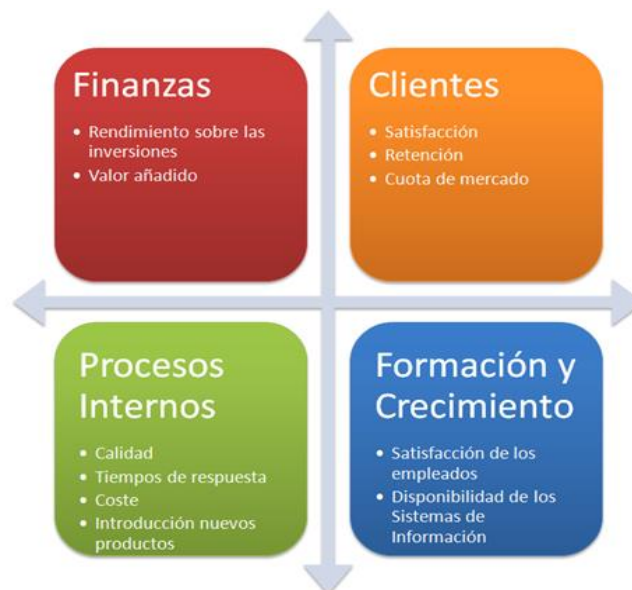 Finanzas
• Rendimiento sobre las
inversiones
• Valor añadido
Clientes
• Satisfacción
• Retención
• Cuota de mercado
Procesos
Internos
• Calidad
• Tiempos de respuesta
• Coste
• Introducción nuevos
productos
Formación y
Crecimiento
• Satisfacción de los
empleados
• Disponibilidad de los
Sistemas de
Información